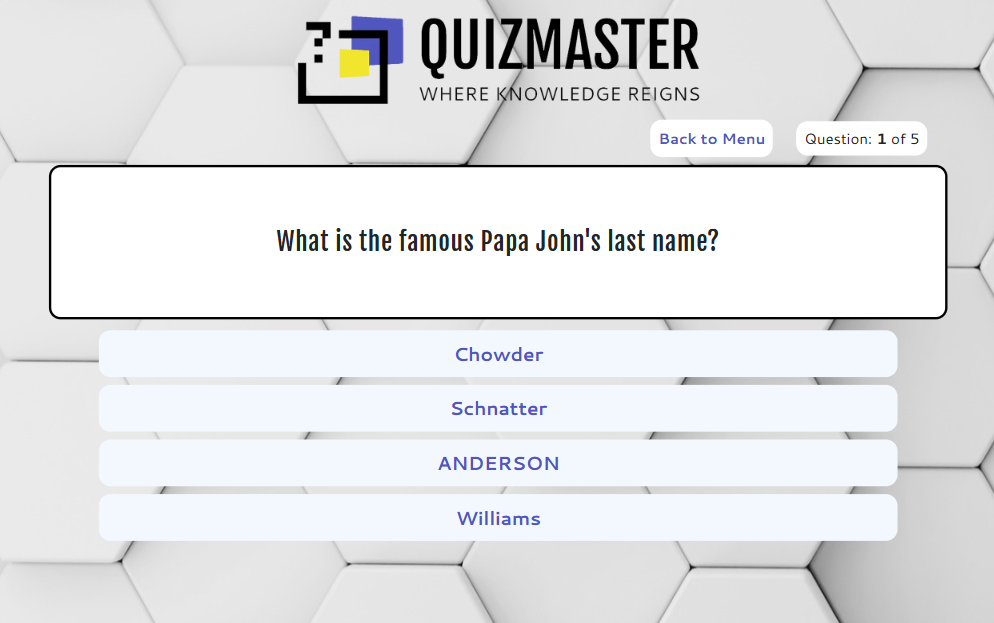 QUIZMASTER
WHERE KNOWLEDGE REIGNS
Back to Menu
Question: 1 of 5
What is the famous Papa John's last name?
Chowder
Schnatter
ANDERSON
Williams